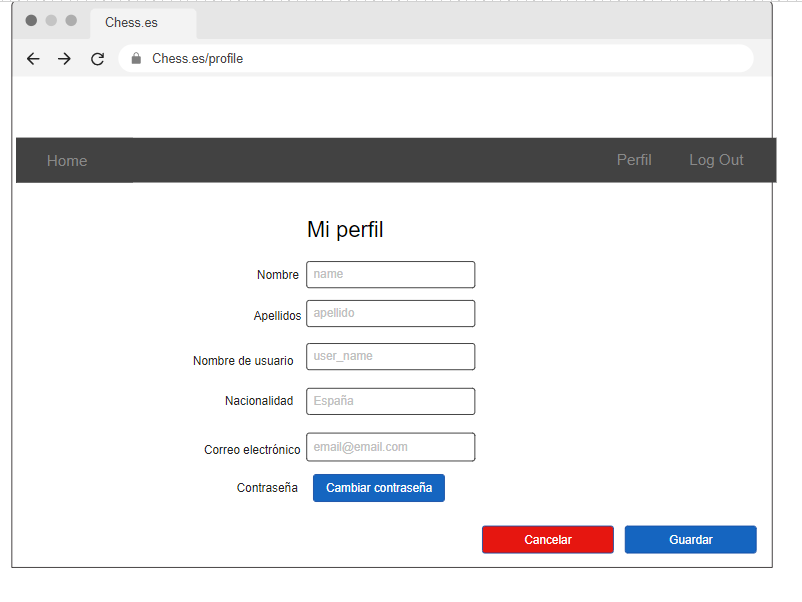 Chess.es
Chess.es/profile
Home Perfil Log Out
Mi perfil
Nombre name
Apellidos apellido
Nombre de usuario user_name
Nacionalidad España
Correo electrónico email@email.com
Contraseña Cambiar contraseña
Cancelar Guardar